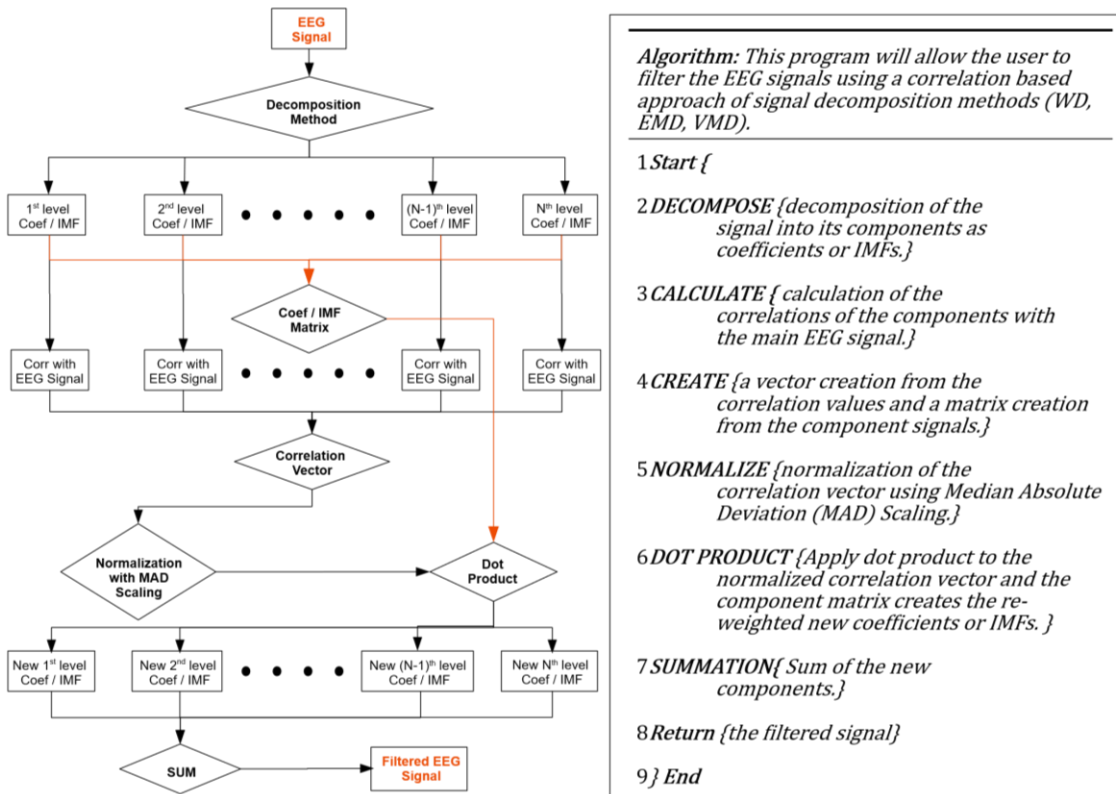 EEG
Signal
Decomposition
Method
1st level
Coef / IMF
2nd level
Coef / IMF
(N-1)th level
Coef / IMF
Nth level
Coef / IMF
Coef / IMF
Matrix
Corr with
EEG Signal
Corr with
EEG Signal
Corr with
EEG Signal
Corr with
EEG Signal
Correlation
Vector
Normalization
with MAD
Scaling
Dot
Product
New 1st level
Coef / IMF
New 2nd level
Coef / IMF
New (N-1)th level
Coef / IMF
New Nth level
Coef / IMF
SUM
Filtered EEG
Signal
Algorithm: This program will allow the user to
filter the EEG signals using a correlation based
approach of signal decomposition methods (WD,
EMD, VMD).
1 Start {
2 DECOMPOSE {decomposition of the
signal into its components as
coefficients or IMFs.}
3 CALCULATE { calculation of the
correlations of the components with
the main EEG signal.}
4 CREATE {a vector creation from the
correlation values and a matrix creation
from the component signals.}
5 NORMALIZE {normalization of the
correlation vector using Median Absolute
Deviation (MAD) Scaling.}
6 DOT PRODUCT {Apply dot product to the
normalized correlation vector and the
component matrix creates the re-
weighted new coefficients or IMFs. }
7 SUMMATION{ Sum of the new
components.}
8 Return {the filtered signal}
9 } End